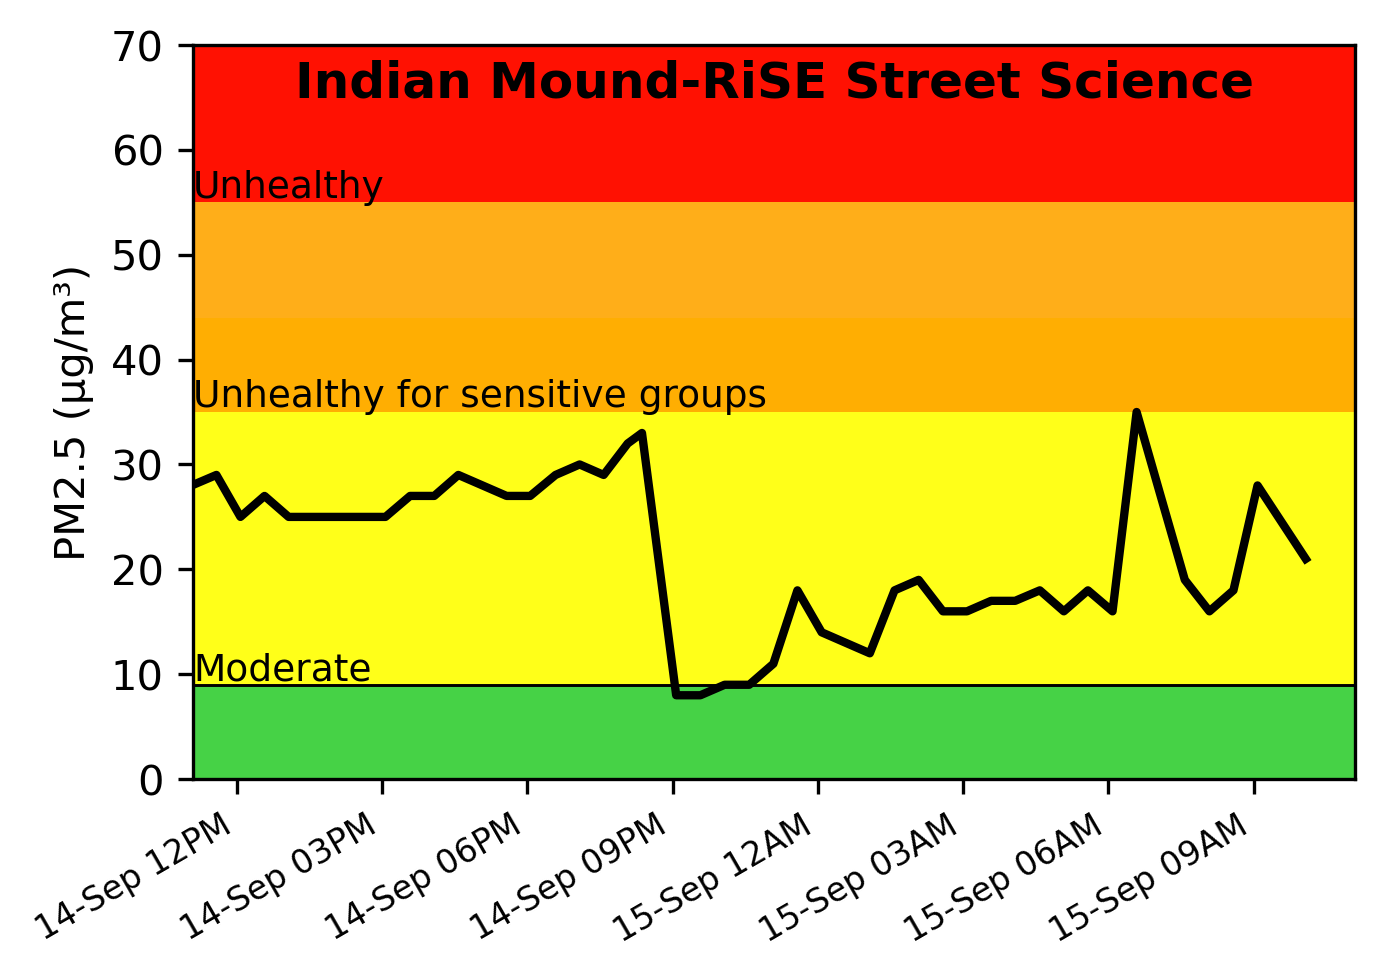 Indian Mound-RiSE Street Science
70
60
50
40
30
20
10
0
PM2.5 (µg/m³)
Unhealthy
Unhealthy for sensitive groups
Moderate
14-Sep 12PM
14-Sep 03PM
14-Sep 06PM
14-Sep 09PM
15-Sep 12AM
15-Sep 03AM
15-Sep 06AM
15-Sep 09AM